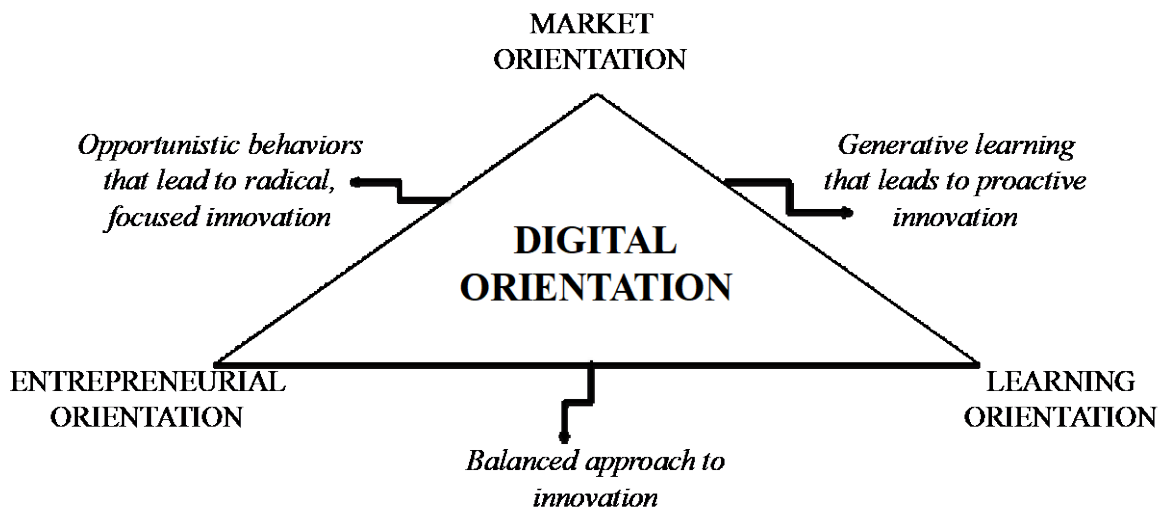 MARKET
ORIENTATION
Opportunistic behaviors
that lead to radical,
focused innovation
Generative learning
that leads to proactive
innovation
DIGITAL
ORIENTATION
ENTREPRENEURIAL
ORIENTATION
LEARNING
ORIENTATION
Balanced approach to
innovation